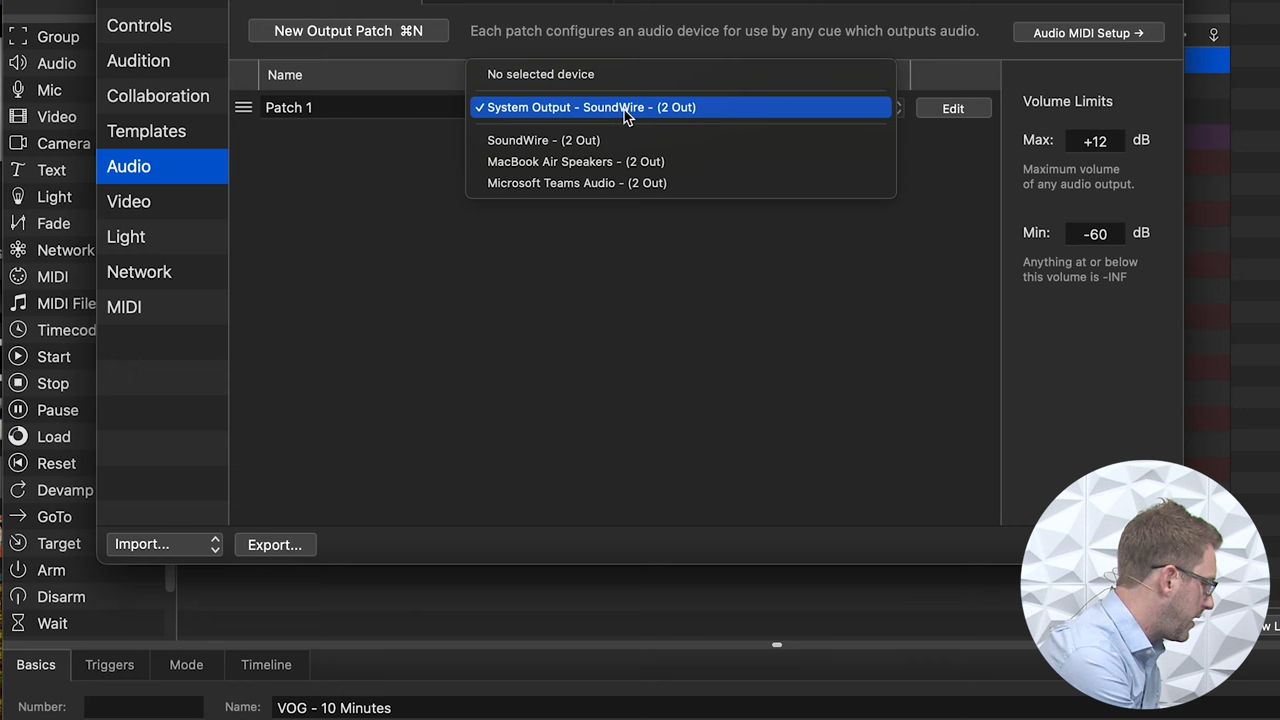 Group
Audio
Mic
Video
Camera
Text
Light
Fade
Network
MIDI
MIDI File
Timecod
Start
Stop
Pause
Load
Reset
Devamp
GoTo
Target
Arm
Disarm
Wait
Controls
Audition
Collaboration
Templates
Audio
Video
Light
Network
MIDI
Import...
Export...
New Output Patch ⌘N
Each patch configures an audio device for use by any cue which outputs audio.
Audio MIDI Setup →
Name
Patch 1
No selected device
✓ System Output - SoundWire - (2 Out)
SoundWire - (2 Out)
MacBook Air Speakers - (2 Out)
Microsoft Teams Audio - (2 Out)
Edit
Volume Limits
Max: +12 dB
Maximum volume
of any audio output.
Min: -60 dB
Anything at or below
this volume is -INF
Basics
Triggers
Mode
Timeline
Number:
Name: VOG - 10 Minutes